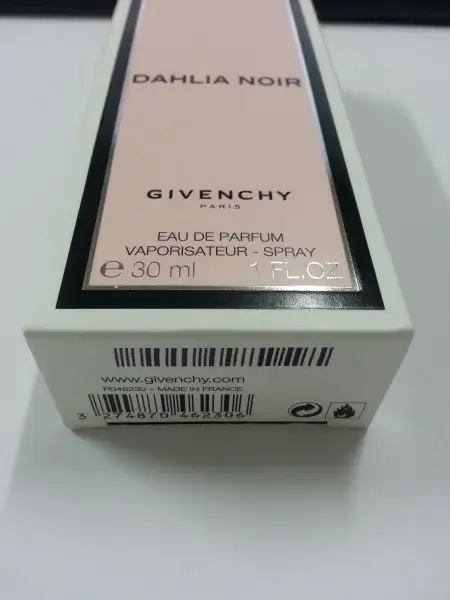 DAHLIA NOIR
GIVENCHY
PARIS
EAU DE PARFUM
VAPORISATEUR - SPRAY
e 30 ml 1 FL.OZ
www.givenchy.com
P046230 - MADE IN FRANCE
3 274870 462306